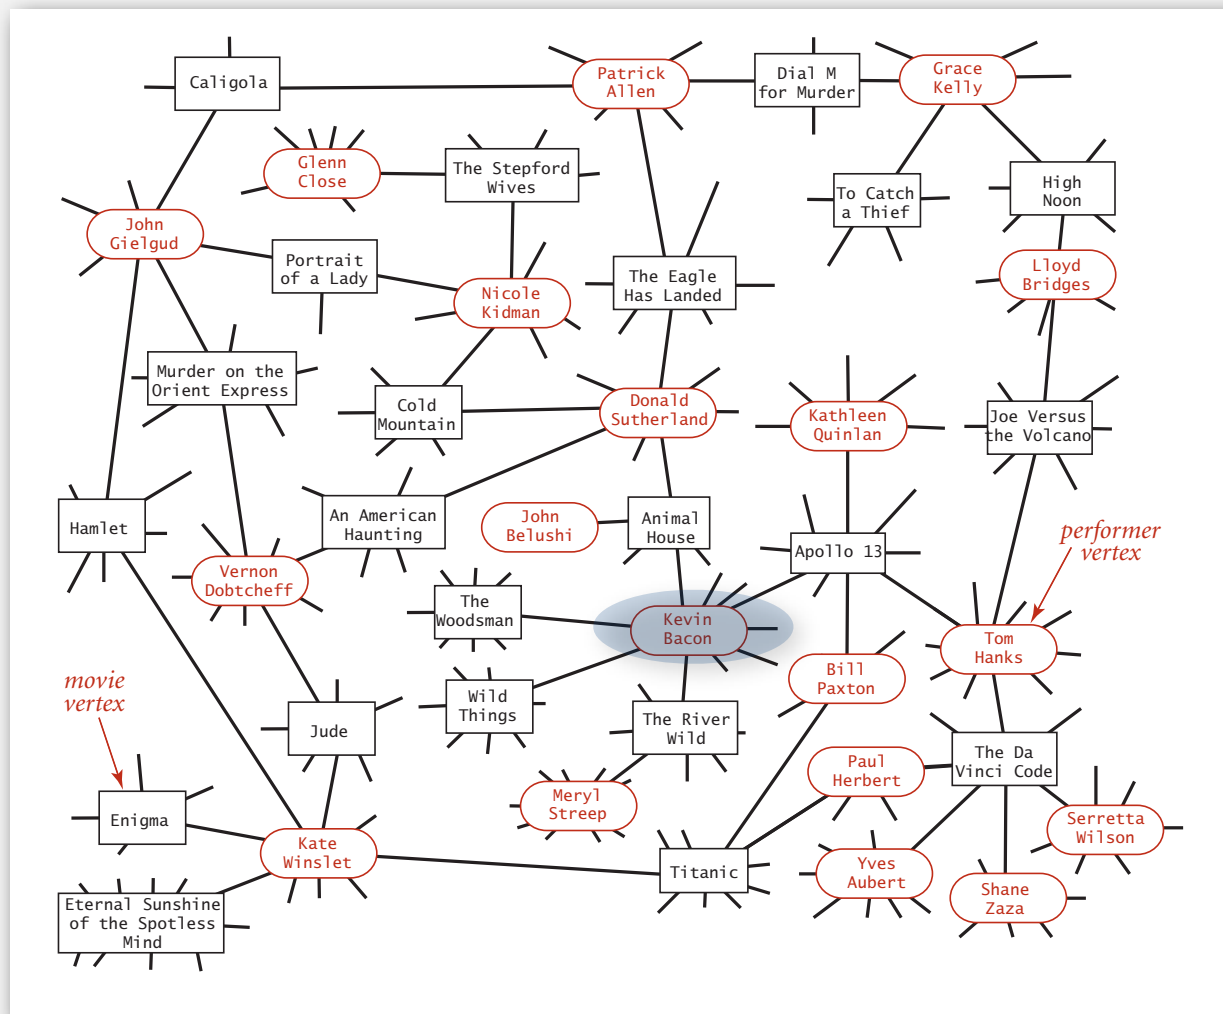 Caligola
Patrick
Allen
Dial M
for Murder
Grace
Kelly
Glenn
Close
The Stepford
Wives
To Catch
a Thief
High
Noon
John
Gielgud
Portrait
of a Lady
Nicole
Kidman
The Eagle
Has Landed
Lloyd
Bridges
Murder on the
Orient Express
Cold
Mountain
Donald
Sutherland
Kathleen
Quinlan
Joe Versus
the Volcano
Hamlet
An American
Haunting
John
Belushi
Animal
House
Apollo 13
performer
vertex
Vernon
Dobtcheff
The
Woodsman
Kevin
Bacon
Tom
Hanks
movie
vertex
Wild
Things
Bill
Paxton
Jude
The River
Wild
The Da
Vinci Code
Paul
Herbert
Enigma
Meryl
Streep
Serretta
Wilson
Kate
Winslet
Titanic
Yves
Aubert
Shane
Zaza
Eternal Sunshine
of the Spotless
Mind